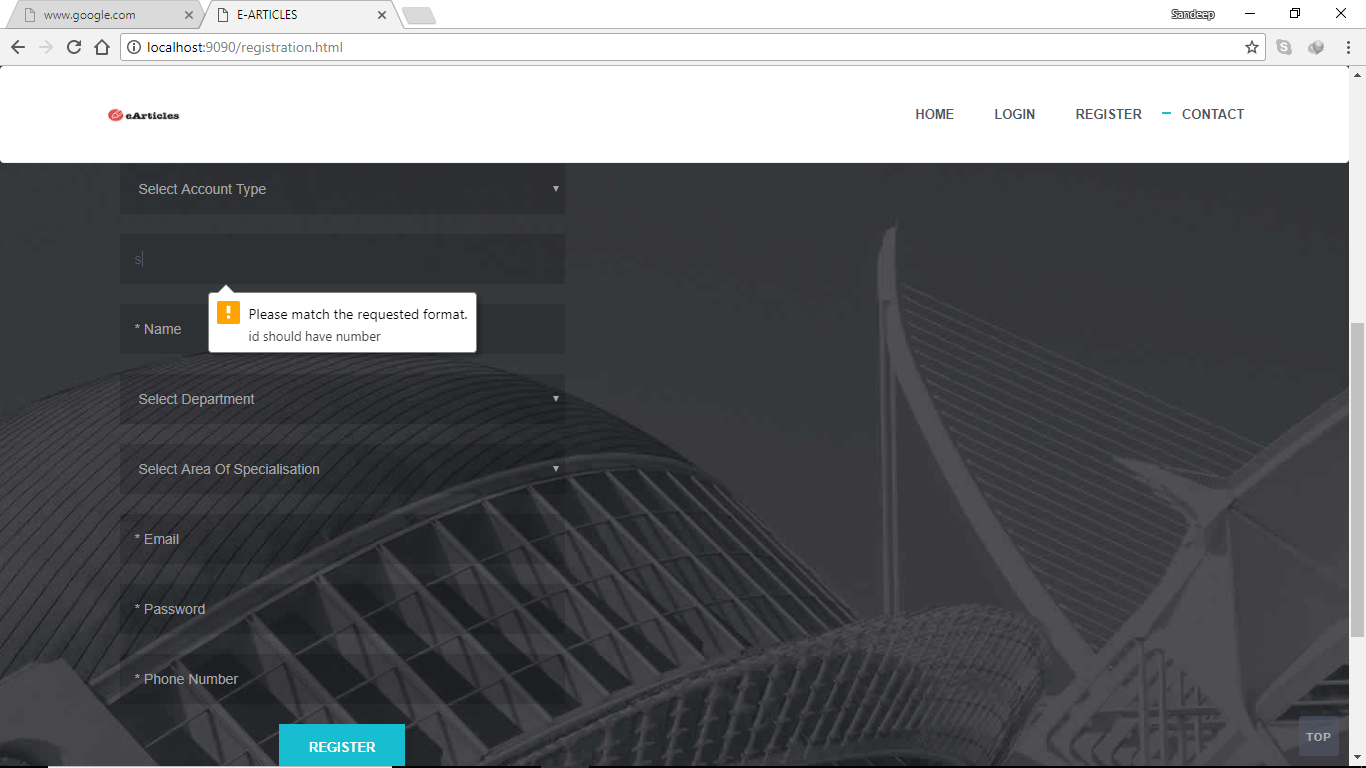 www.google.com
E-ARTICLES
Sandeep
localhost:9090/registration.html
eArticles
HOME
LOGIN
REGISTER
CONTACT
Select Account Type
s
Please match the requested format.
id should have number
* Name
Select Department
Select Area Of Specialisation
* Email
* Password
* Phone Number
REGISTER
TOP